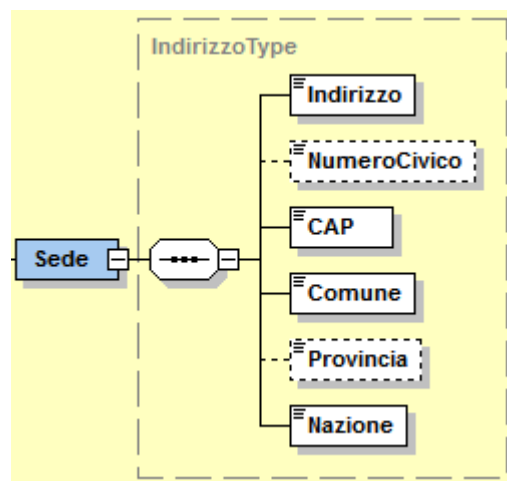 IndirizzoType
Indirizzo
NumeroCivico
CAP
Sede
Comune
Provincia
Nazione